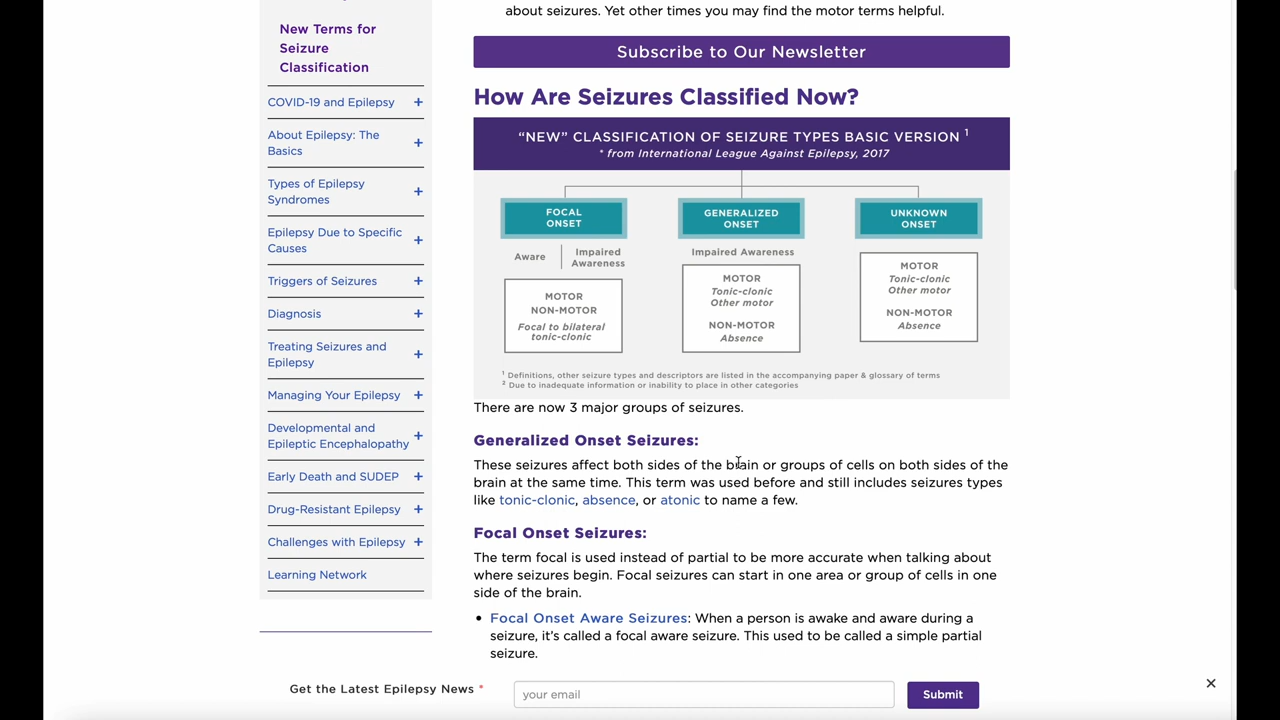 New Terms for
Seizure
Classification
COVID-19 and Epilepsy +
About Epilepsy: The
Basics +
Types of Epilepsy
Syndromes +
Epilepsy Due to Specific
Causes +
Triggers of Seizures +
Diagnosis +
Treating Seizures and
Epilepsy +
Managing Your Epilepsy +
Developmental and
Epileptic Encephalopathy +
Early Death and SUDEP +
Drug-Resistant Epilepsy +
Challenges with Epilepsy +
Learning Network
about seizures. Yet other times you may find the motor terms helpful.
Subscribe to Our Newsletter
How Are Seizures Classified Now?
“NEW” CLASSIFICATION OF SEIZURE TYPES BASIC VERSION 1
* from International League Against Epilepsy, 2017
FOCAL
ONSET
Aware
Impaired
Awareness
MOTOR
NON-MOTOR
Focal to bilateral
tonic-clonic
GENERALIZED
ONSET
Impaired Awareness
MOTOR
Tonic-clonic
Other motor
NON-MOTOR
Absence
UNKNOWN
ONSET
MOTOR
Tonic-clonic
Other motor
NON-MOTOR
Absence
1 Definitions, other seizure types and descriptors are listed in the accompanying paper & glossary of terms
2 Due to inadequate information or inability to place in other categories
There are now 3 major groups of seizures.
Generalized Onset Seizures:
These seizures affect both sides of the brain or groups of cells on both sides of the
brain at the same time. This term was used before and still includes seizures types
like tonic-clonic, absence, or atonic to name a few.
Focal Onset Seizures:
The term focal is used instead of partial to be more accurate when talking about
where seizures begin. Focal seizures can start in one area or group of cells in one
side of the brain.
• Focal Onset Aware Seizures: When a person is awake and aware during a
seizure, it’s called a focal aware seizure. This used to be called a simple partial
seizure.
Get the Latest Epilepsy News * your email Submit ×